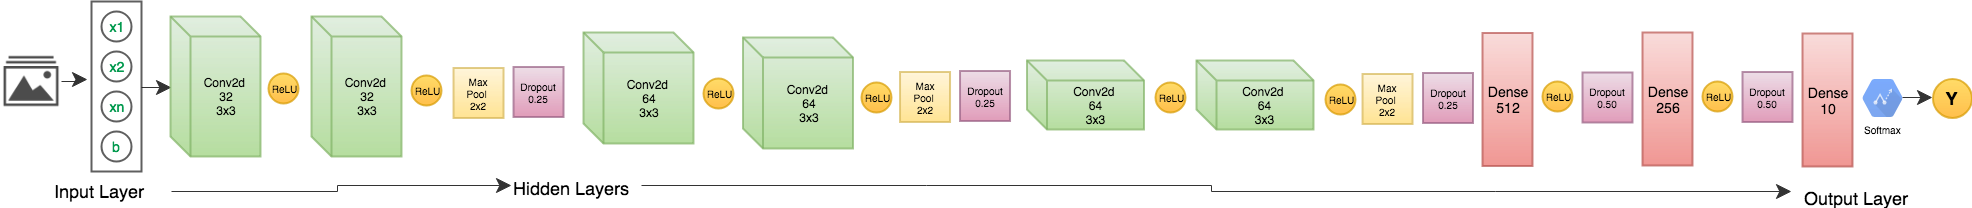 x1
x2
xn
b
Conv2d
32
3x3
ReLU
Conv2d
32
3x3
ReLU
Max
Pool
2x2
Dropout
0.25
Conv2d
64
3x3
ReLU
Conv2d
64
3x3
ReLU
Max
Pool
2x2
Dropout
0.25
Conv2d
64
3x3
ReLU
Conv2d
64
3x3
ReLU
Max
Pool
2x2
Dropout
0.25
Dense
512
ReLU
Dropout
0.50
Dense
256
ReLU
Dropout
0.50
Dense
10
Softmax
Y
Input Layer
Hidden Layers
Output Layer